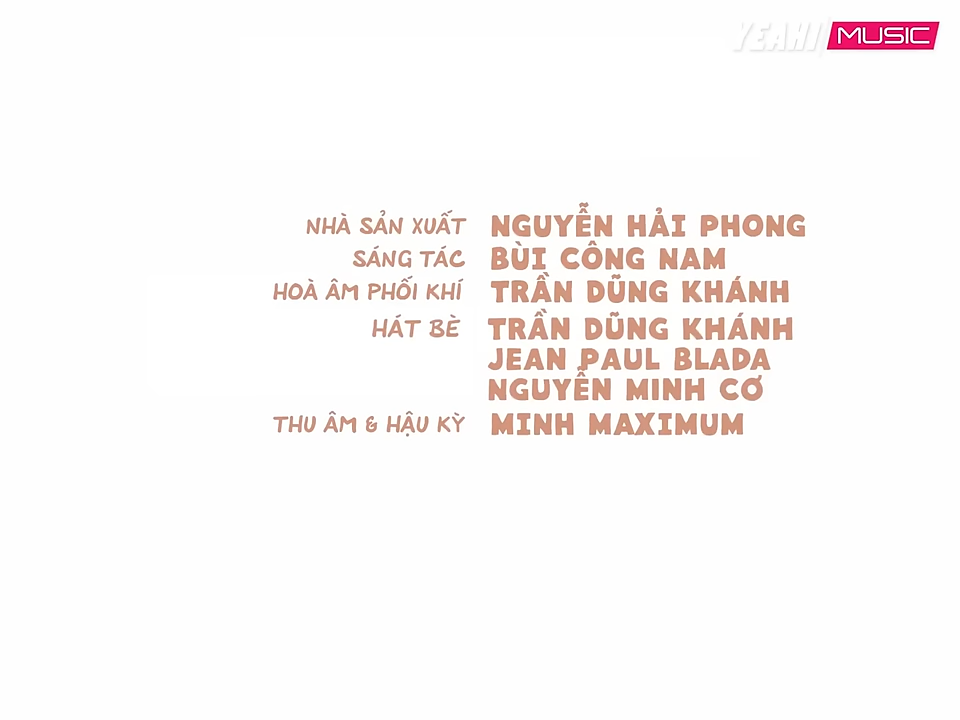 YEAH1 MUSIC
NHÀ SẢN XUẤT NGUYỄN HẢI PHONG
SÁNG TÁC BÙI CÔNG NAM
HOÀ ÂM PHỐI KHÍ TRẦN DŨNG KHÁNH
HÁT BÈ TRẦN DŨNG KHÁNH
JEAN PAUL BLADA
NGUYỄN MINH CƠ
THU ÂM & HẬU KỲ MINH MAXIMUM